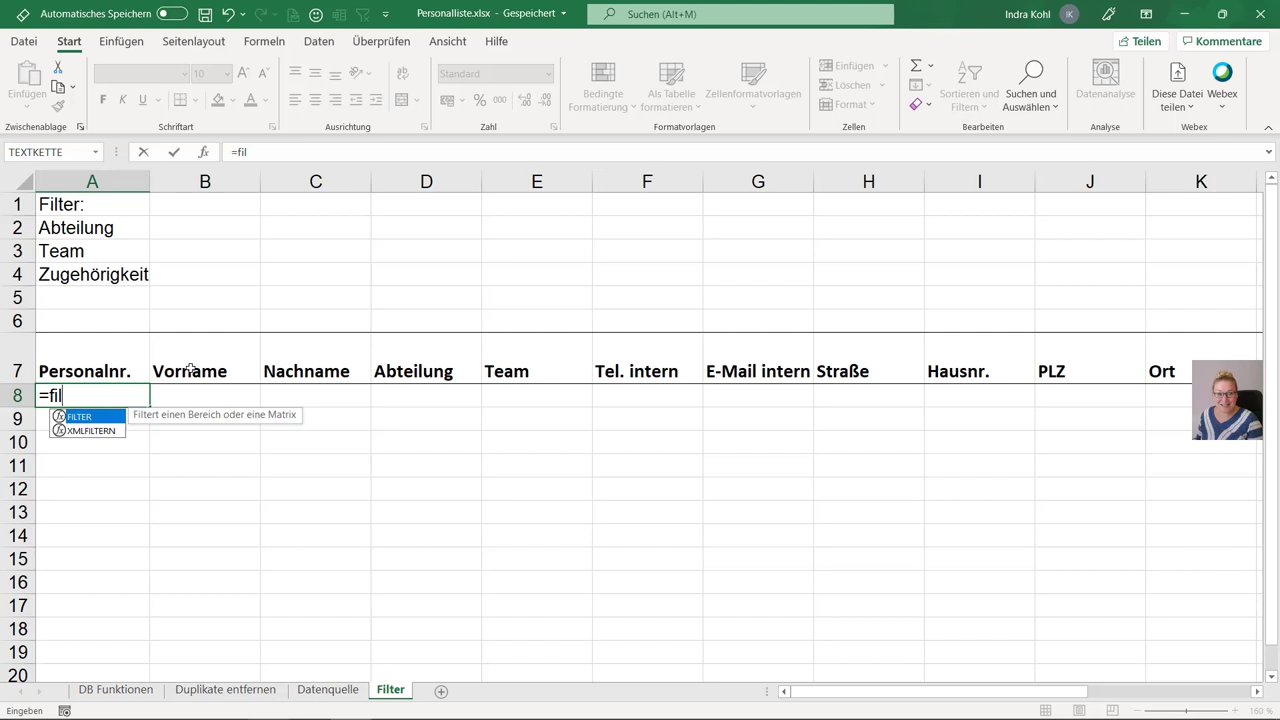 Automatisches Speichern
Personalliste.xlsx - Gespeichert
Suchen (Alt+M)
Indra Kohl
IK
Datei Start Einfügen Seitenlayout Formeln Daten Überprüfen Ansicht Hilfe
Teilen
Kommentare
Einfügen
10
F K U
Standard
% 000
Bedingte
Formatierung
Als Tabelle
formatieren
Zellenformatvorlagen
Einfügen
Löschen
Format
Sortieren und
Filtern
Suchen und
Auswählen
Datenanalyse
Diese Datei
teilen
Webex
Zwischenablage Schriftart Ausrichtung Zahl Formatvorlagen Zellen Bearbeiten Analyse Webex
TEXTKETTE
fx
=fil
A B C D E F G H I J K
1 Filter:
2 Abteilung
3 Team
4 Zugehörigkeit
5
6
7 Personalnr. Vorname Nachname Abteilung Team Tel. intern E-Mail intern Straße Hausnr. PLZ Ort
8 =fil
9
FILTER
Filtert einen Bereich oder eine Matrix
XMLFILTERN
10
11
12
13
14
15
16
17
18
19
20
DB Funktionen Duplikate entfernen Datenquelle Filter
Eingeben
160 %